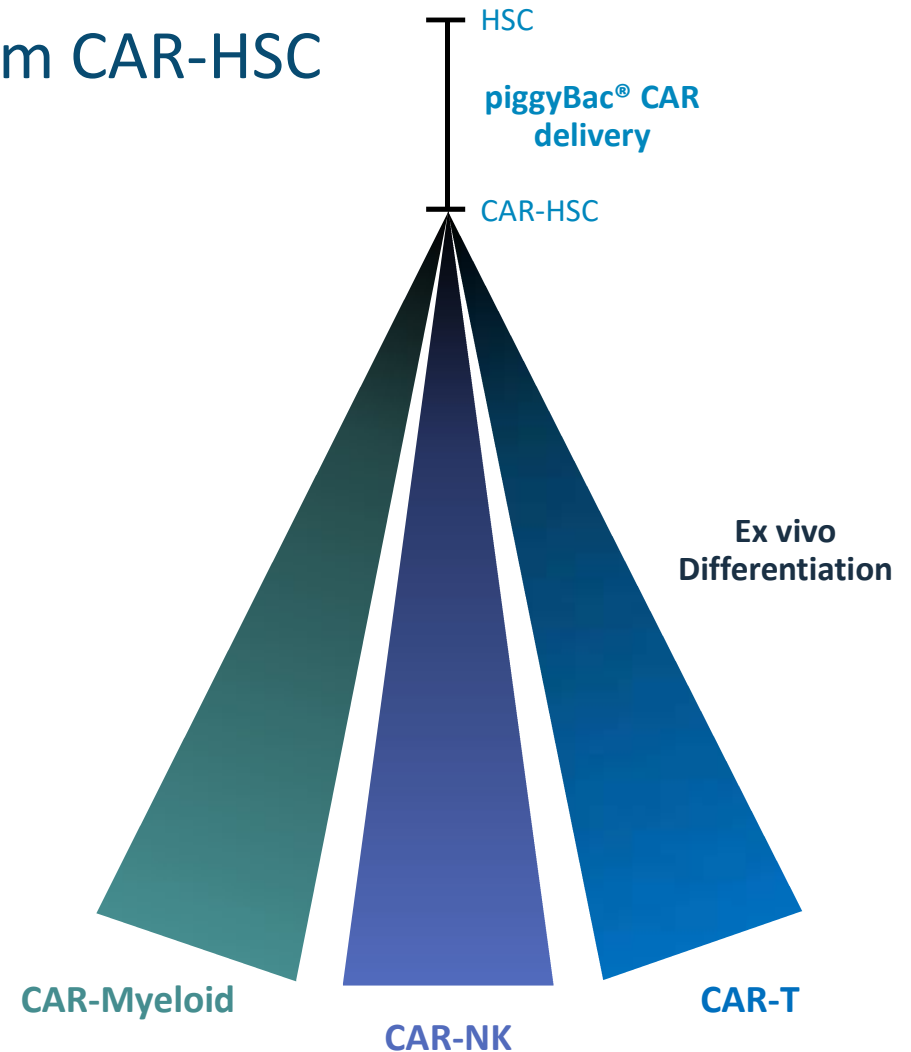 m CAR-HSC
HSC
piggyBac® CAR
delivery
CAR-HSC
Ex vivo
Differentiation
CAR-Myeloid
CAR-NK
CAR-T